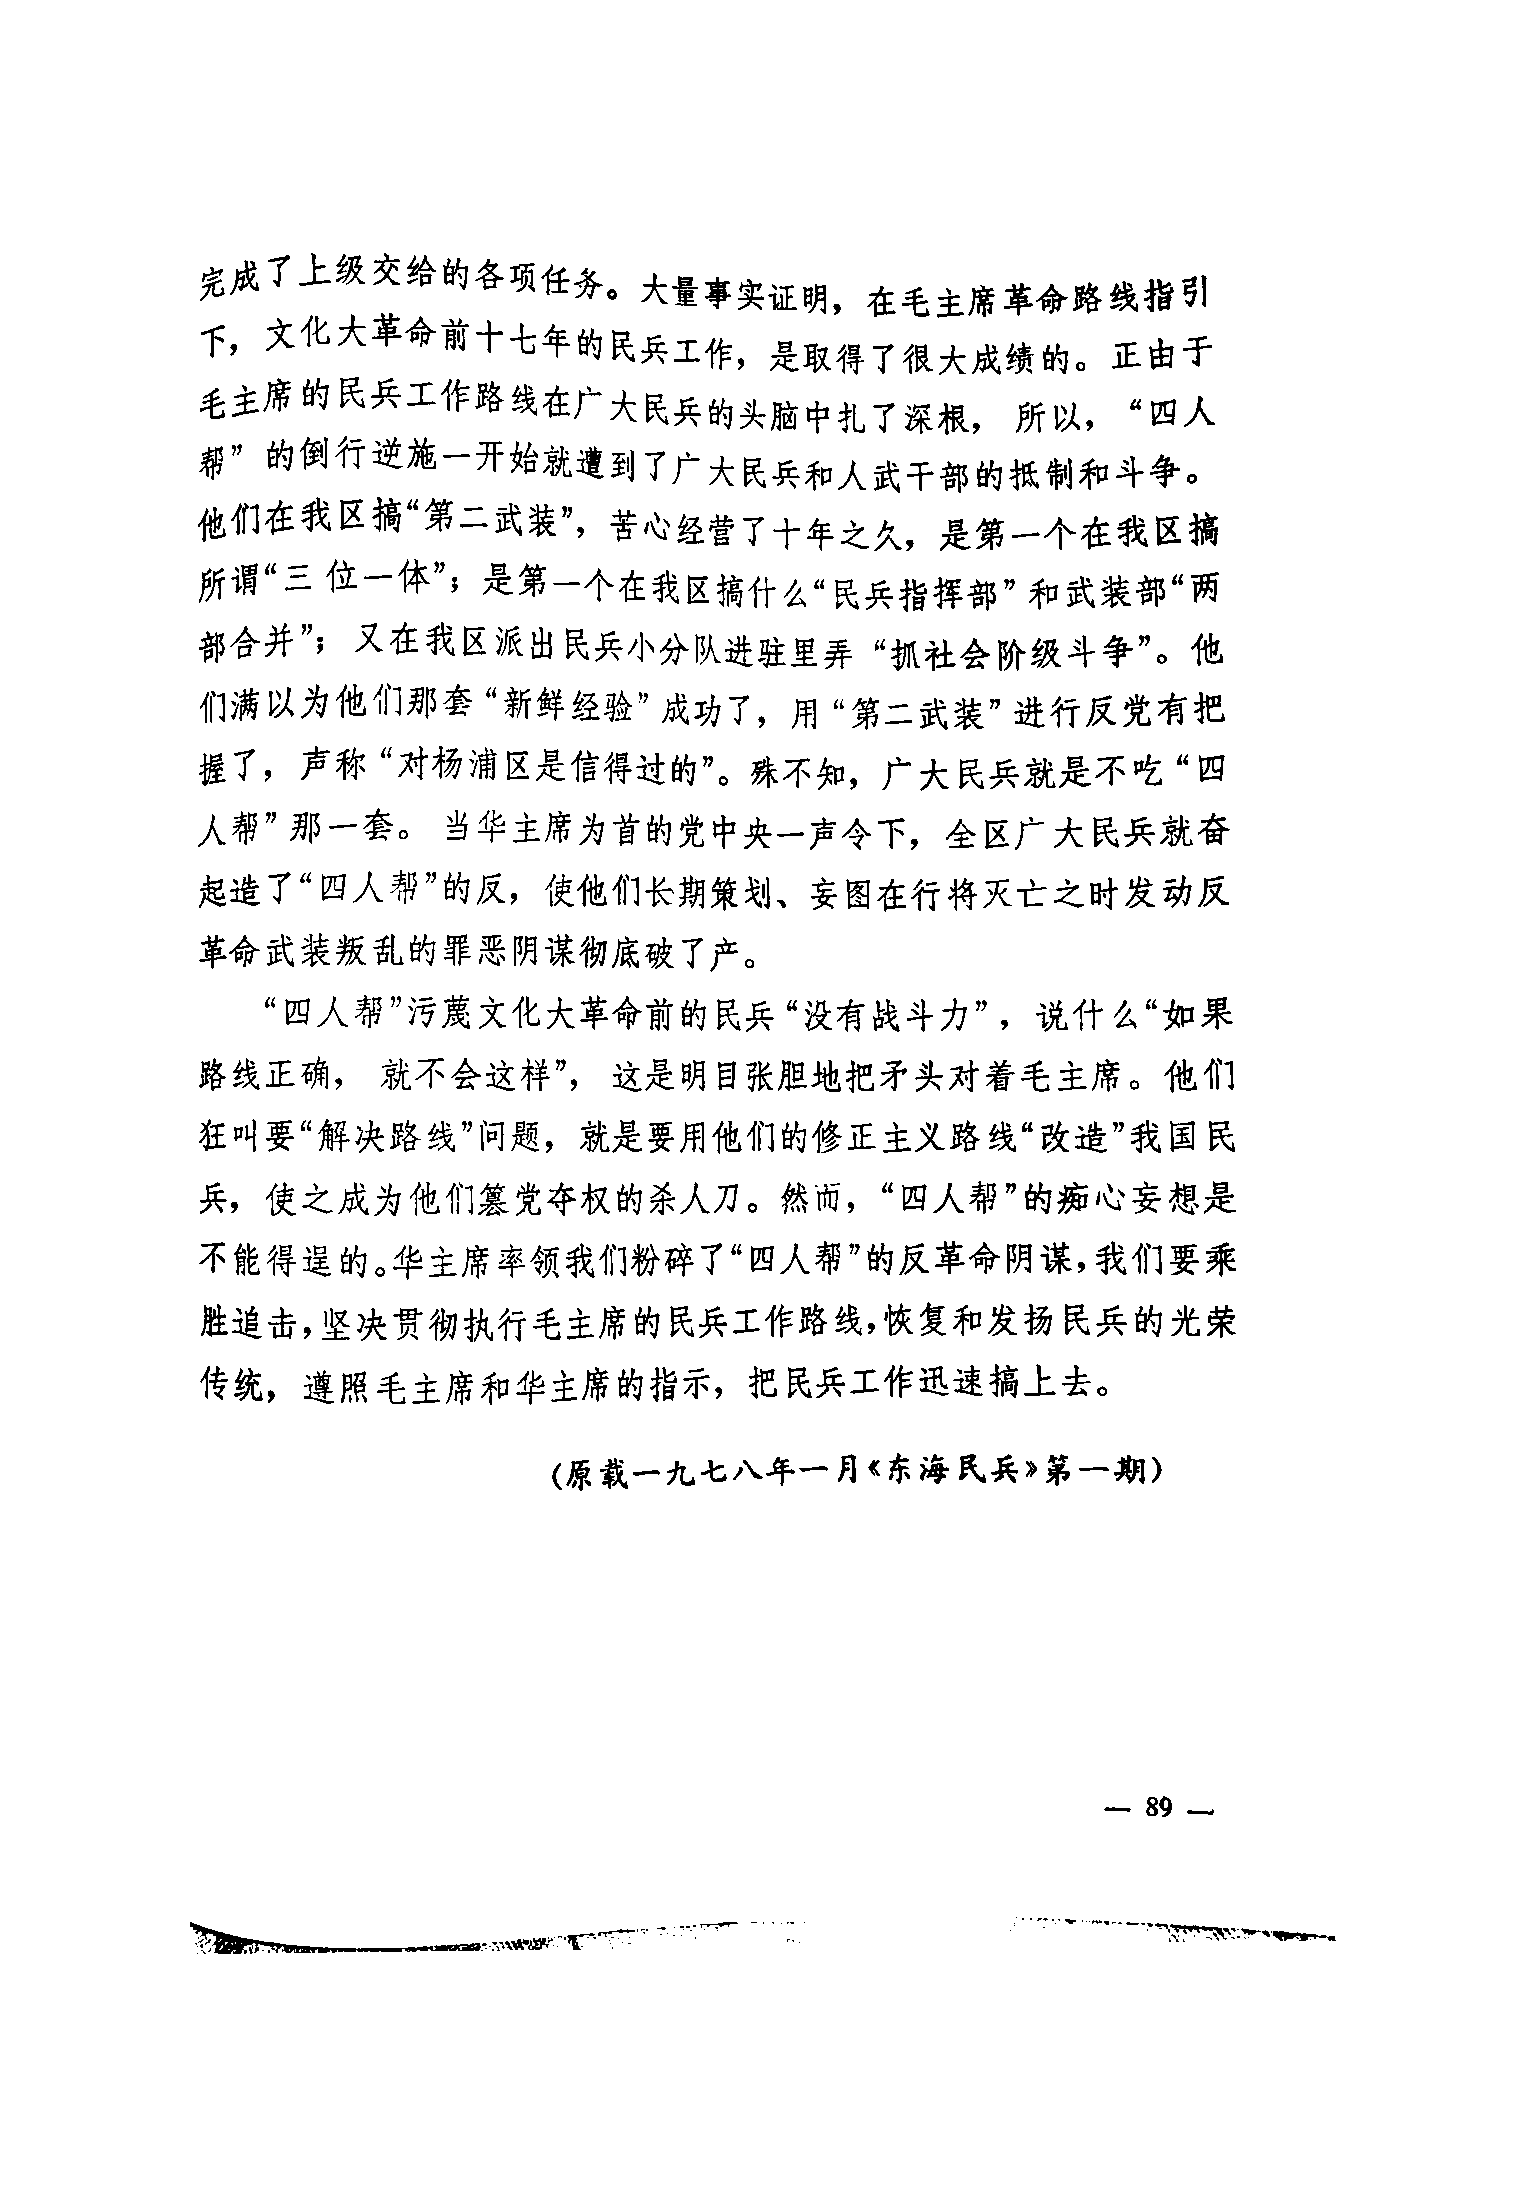 完成了上级交给的各项任务。大量事实证明，在毛主席革命路线指引
下，文化大革命前十七年的民兵工作，是取得了很大成绩的。正由于
毛主席的民兵工作路线在广大民兵的头脑中扎了深根，所以，“四人
帮”的倒行逆施一开始就遭到了广大民兵和人武干部的抵制和斗争。
他们在我区搞“第二武装”，苦心经营了十年之久，是第一个在我区搞
所谓“三位一体”；是第一个在我区搞什么“民兵指挥部”和武装部“两
部合并”；又在我区派出民兵小分队进驻里弄“抓社会阶级斗争”。他
们满以为他们那套“新鲜经验”成功了，用“第二武装”进行反党有把
握了，声称“对杨浦区是信得过的”。殊不知，广大民兵就是不吃“四
人帮”那一套。当华主席为首的党中央一声令下，全区广大民兵就奋
起造了“四人帮”的反，使他们长期策划、妄图在行将灭亡之时发动反
革命武装叛乱的罪恶阴谋彻底破了产。
“四人帮”污蔑文化大革命前的民兵“没有战斗力”，说什么“如果
路线正确，就不会这样”，这是明目张胆地把矛头对着毛主席。他们
狂叫要“解决路线”问题，就是要用他们的修正主义路线“改造”我国民
兵，使之成为他们篡党夺权的杀人刀。然而，“四人帮”的痴心妄想是
不能得逞的。华主席率领我们粉碎了“四人帮”的反革命阴谋，我们要乘
胜追击，坚决贯彻执行毛主席的民兵工作路线，恢复和发扬民兵的光荣
传统，遵照毛主席和华主席的指示，把民兵工作迅速搞上去。
（原载一九七八年一月《东海民兵》第一期）
— 89 —